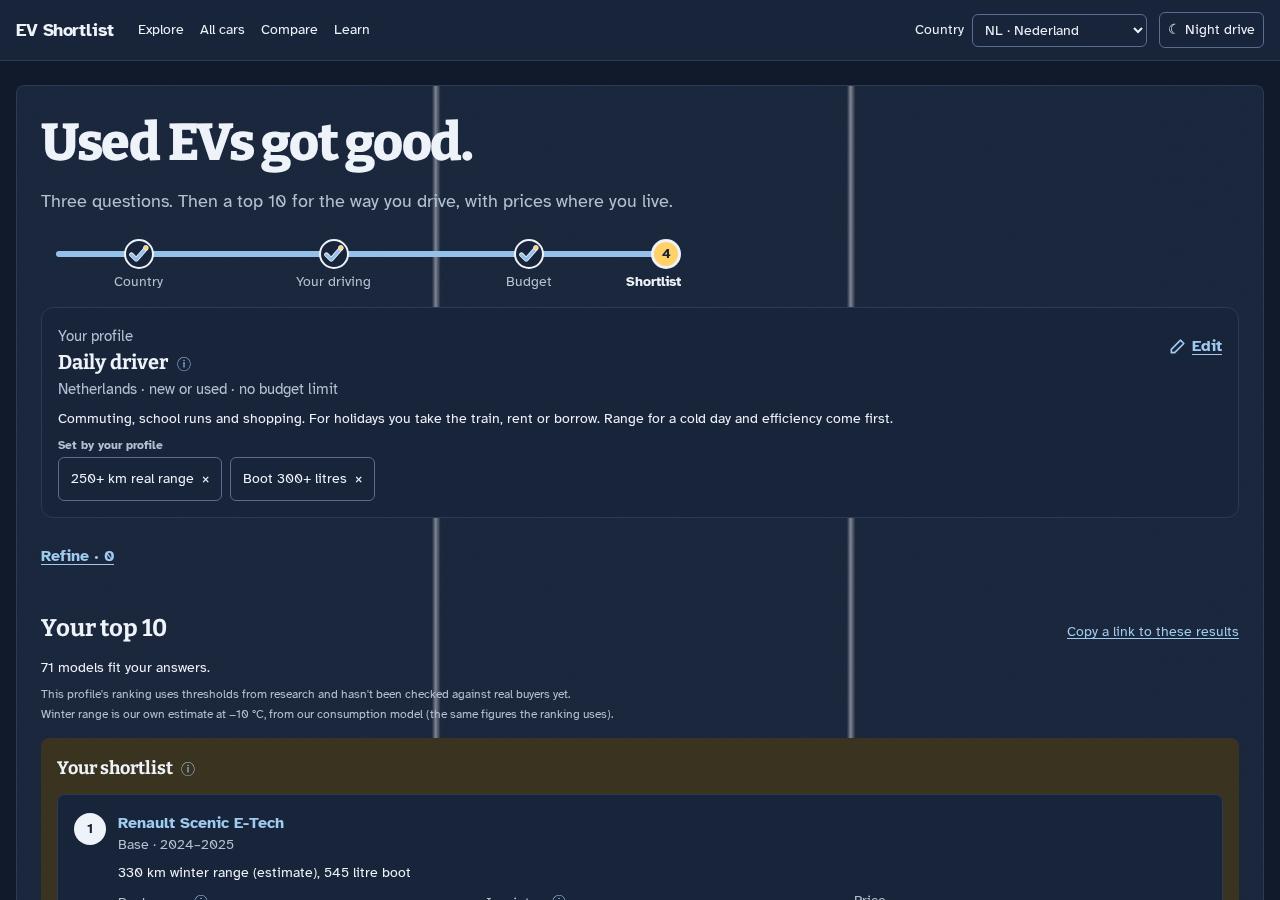 EV Shortlist Explore All cars Compare Learn Country NL · Nederland ☾ Night drive
Used EVs got good.
Three questions. Then a top 10 for the way you drive, with prices where you live.
4
Country Your driving Budget Shortlist
Your profile
Daily driver ⓘ
Edit
Netherlands · new or used · no budget limit
Commuting, school runs and shopping. For holidays you take the train, rent or borrow. Range for a cold day and efficiency come first.
Set by your profile
250+ km real range × Boot 300+ litres ×
Refine · 0
Your top 10
Copy a link to these results
71 models fit your answers.
This profile's ranking uses thresholds from research and hasn't been checked against real buyers yet.
Winter range is our own estimate at −10 °C, from our consumption model (the same figures the ranking uses).
Your shortlist ⓘ
1 Renault Scenic E-Tech
Base · 2024–2025
330 km winter range (estimate), 545 litre boot
Price